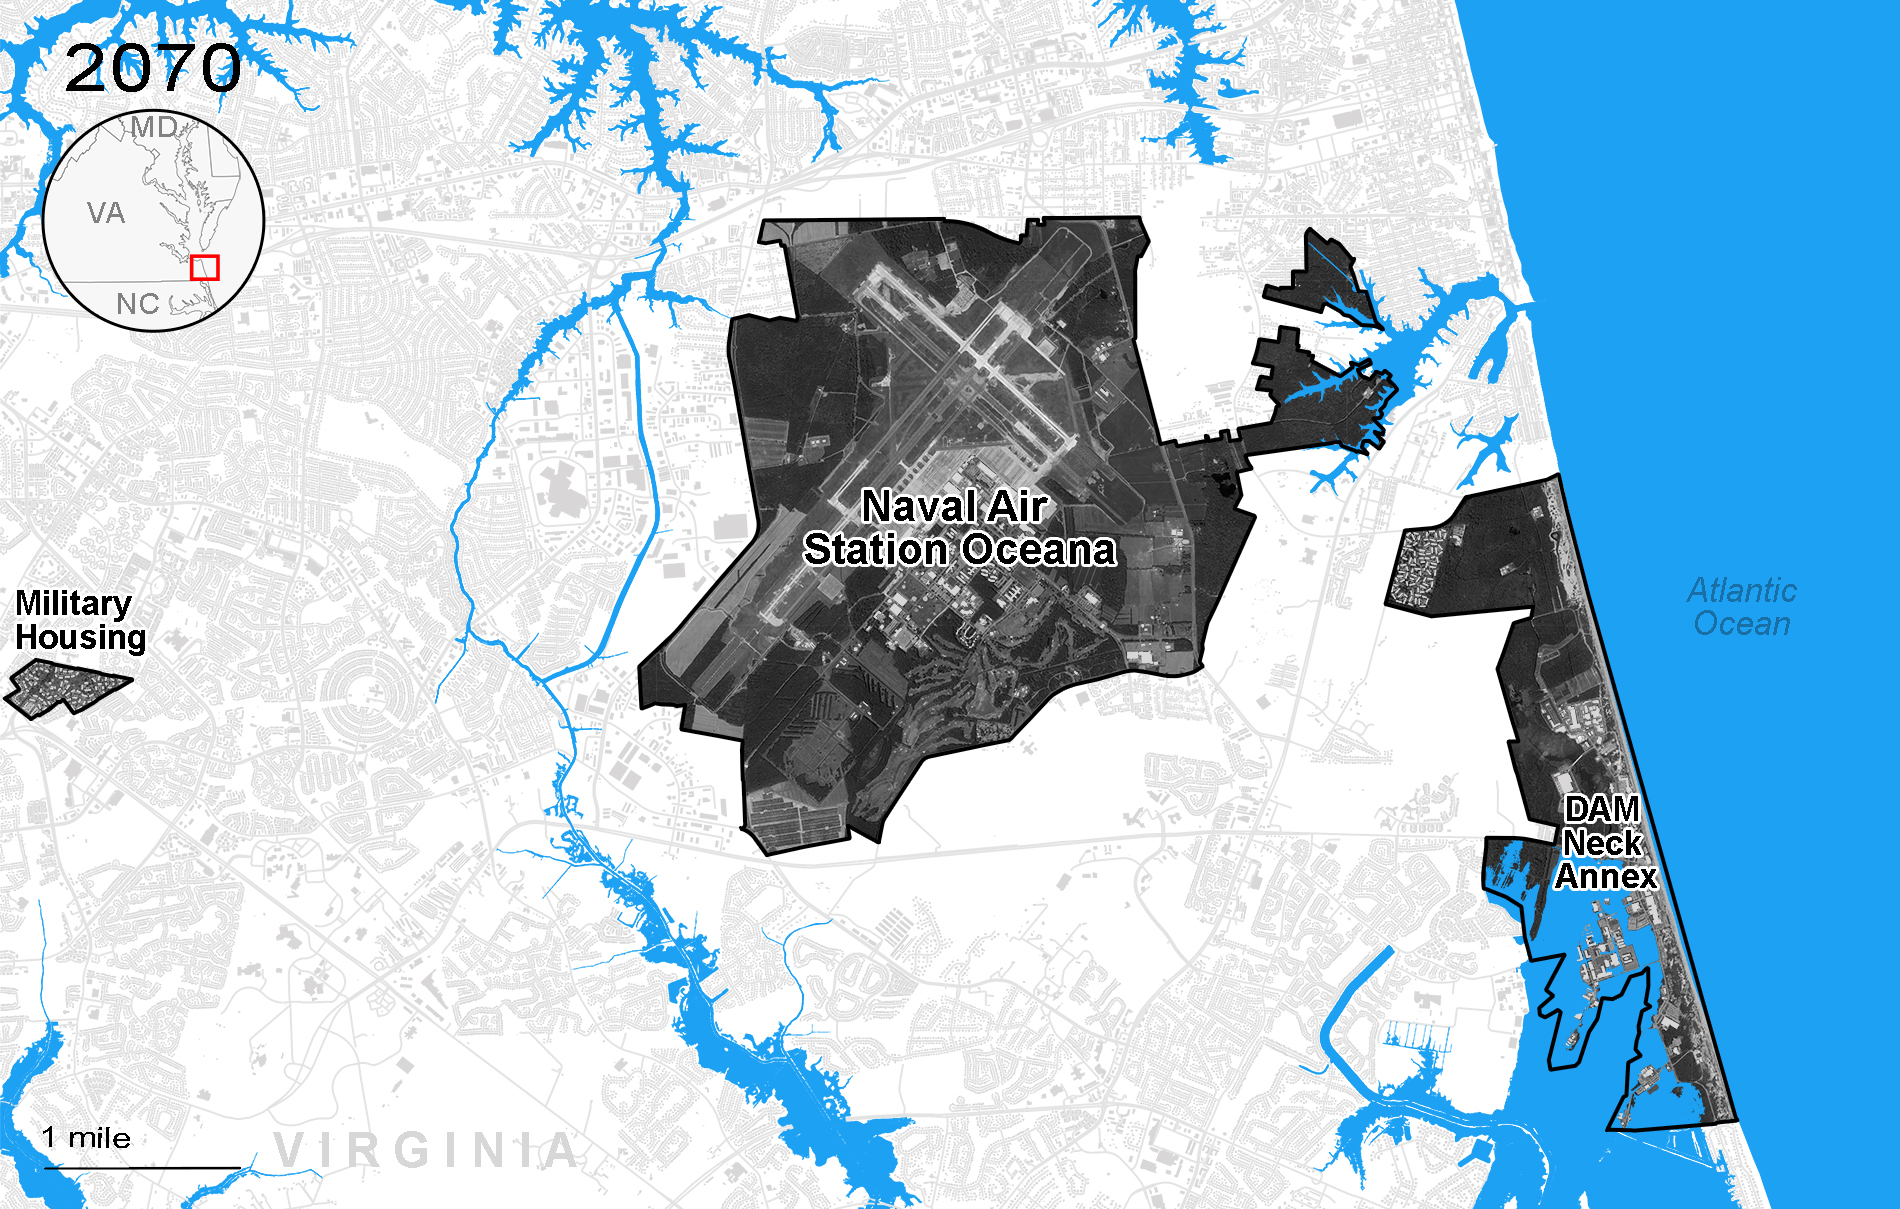 2070
MD
VA
NC
Military
Housing
Naval Air
Station Oceana
Atlantic
Ocean
DAM
Neck
Annex
1 mile
VIRGINIA